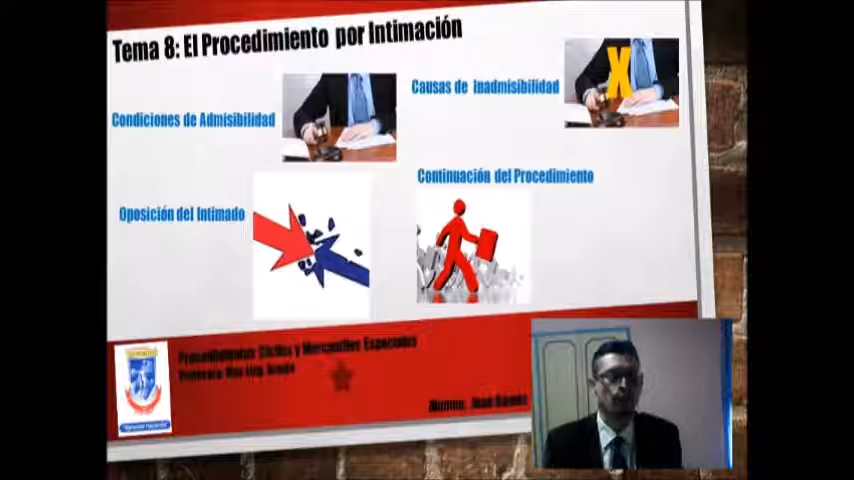 Tema 8: El Procedimiento por Intimación
Condiciones de Admisibilidad
Causas de Inadmisibilidad
X
Oposición del Intimado
Continuación del Procedimiento
Procedimientos Civiles y Mercantiles Especiales